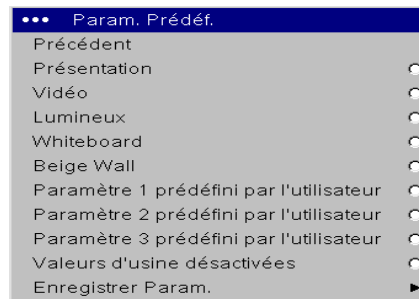 ••• Param. Prédéf.
Précédent
Présentation
Vidéo
Lumineux
Whiteboard
Beige Wall
Paramètre 1 prédéfini par l'utilisateur
Paramètre 2 prédéfini par l'utilisateur
Paramètre 3 prédéfini par l'utilisateur
Valeurs d'usine désactivées
Enregistrer Param.